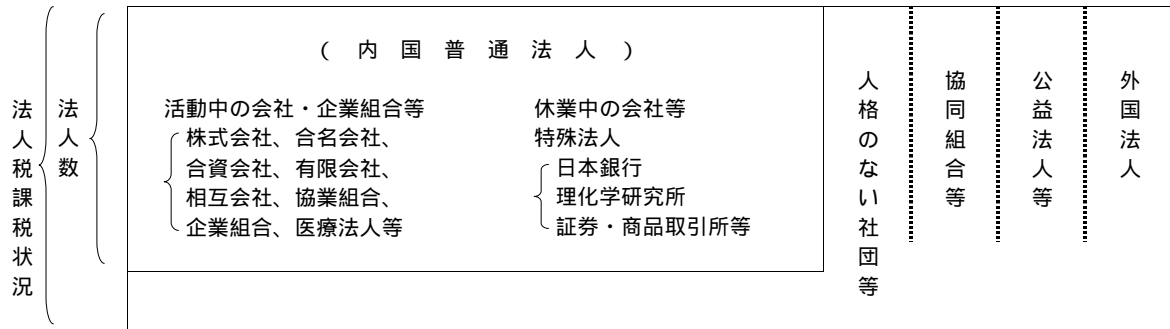 法人税課税状況
法人数
( 内 国 普 通 法 人 )
活動中の会社・企業組合等
株式会社、合名会社、
合資会社、有限会社、
相互会社、協業組合、
企業組合、医療法人等
休業中の会社等
特殊法人
日本銀行
理化学研究所
証券・商品取引所等
人格のない社団等
協同組合等
公益法人等
外国法人